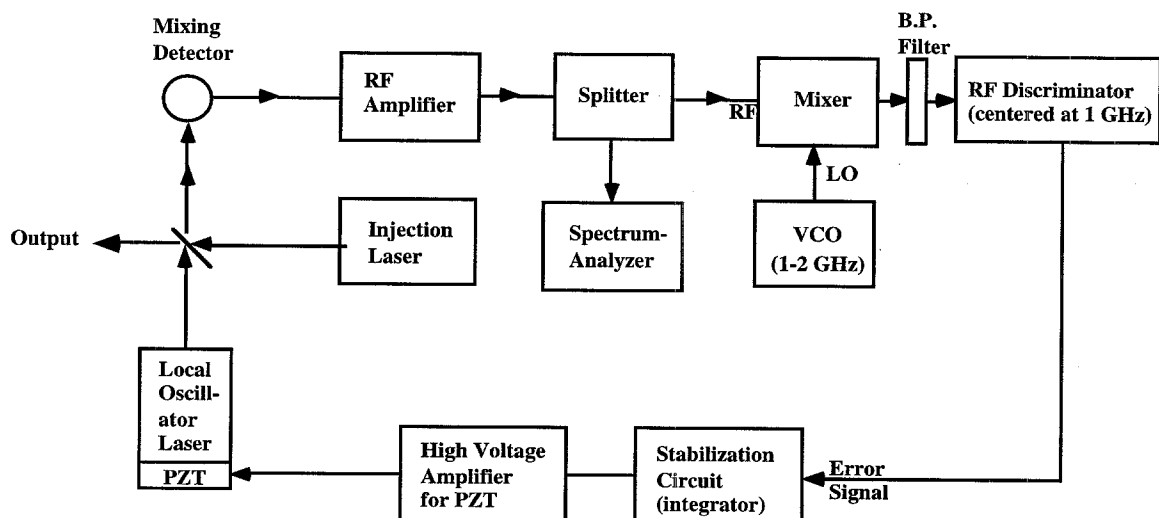 Mixing
Detector
B.P.
Filter
RF
Amplifier
Splitter
RF
Mixer
RF Discriminator
(centered at 1 GHz)
LO
Output
Injection
Laser
Spectrum-
Analyzer
VCO
(1-2 GHz)
Local
Oscill-
ator
Laser
PZT
High Voltage
Amplifier
for PZT
Stabilization
Circuit
(integrator)
Error
Signal